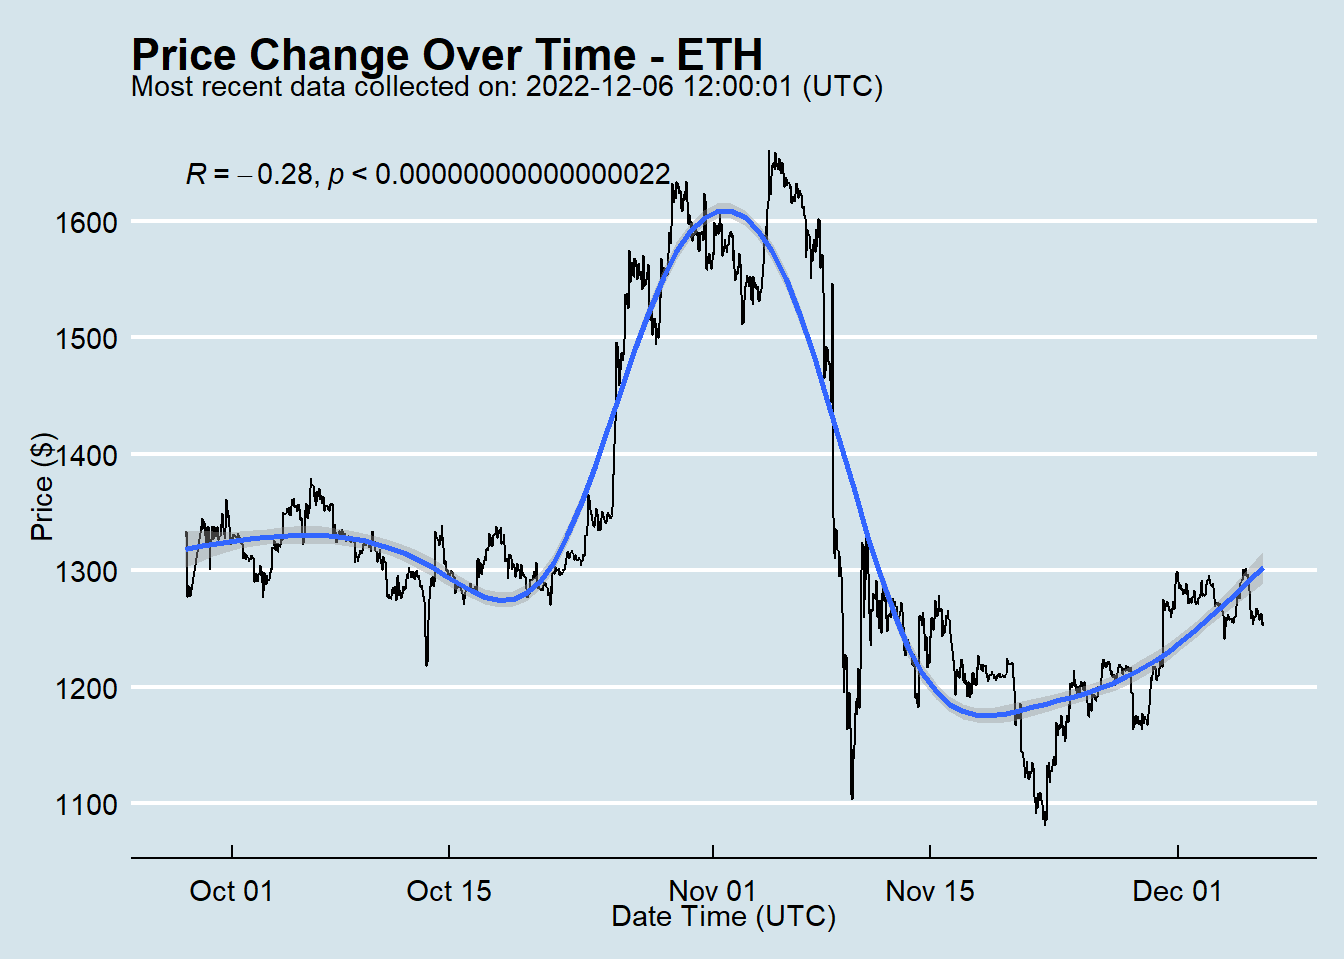 Price Change Over Time - ETH
Most recent data collected on: 2022-12-06 12:00:01 (UTC)
R = −0.28, p < 0.00000000000000022
1600
1500
1400
1300
1200
1100
Price ($)
Oct 01 Oct 15 Nov 01 Nov 15 Dec 01
Date Time (UTC)